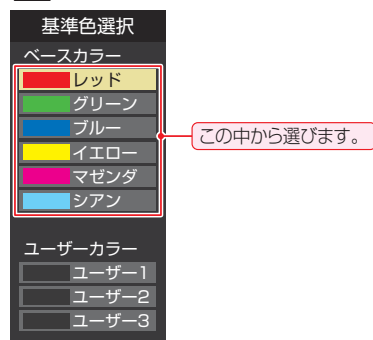 基準色選択
ベースカラー
レッド
グリーン
ブルー
イエロー
マゼンダ
シアン
この中から選びます。
ユーザーカラー
ユーザー1
ユーザー2
ユーザー3